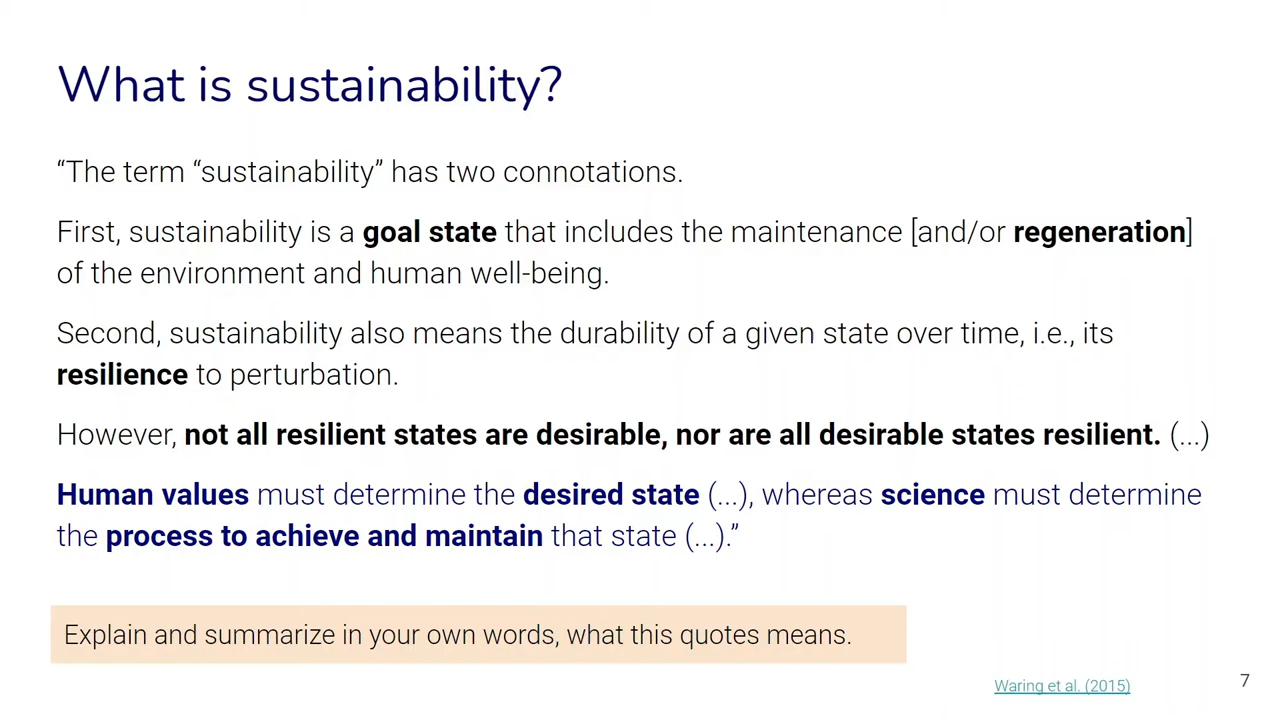 What is sustainability?
“The term “sustainability” has two connotations.
First, sustainability is a goal state that includes the maintenance [and/or regeneration]
of the environment and human well-being.
Second, sustainability also means the durability of a given state over time, i.e., its
resilience to perturbation.
However, not all resilient states are desirable, nor are all desirable states resilient. (...)
Human values must determine the desired state (...), whereas science must determine
the process to achieve and maintain that state (...).”
Explain and summarize in your own words, what this quotes means.
Waring et al. (2015)
7